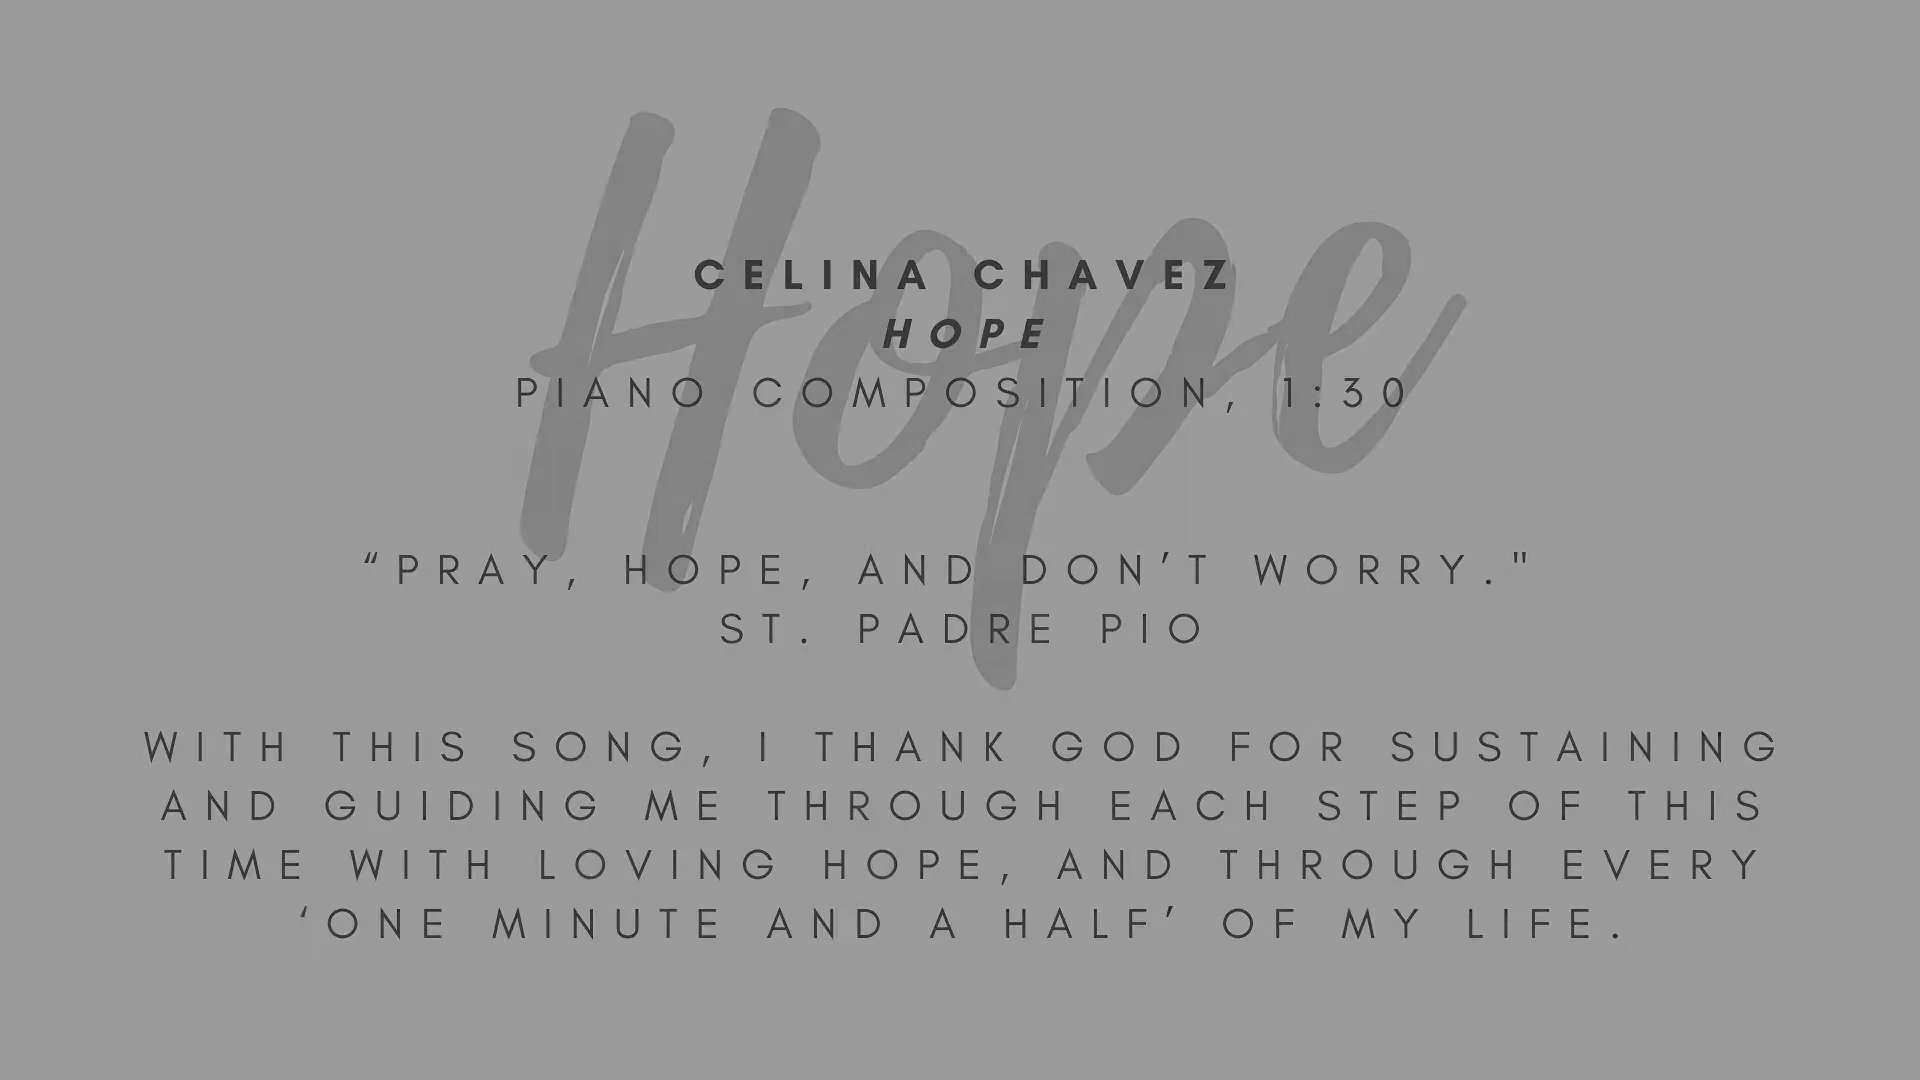 Hope
CELINA CHAVEZ
HOPE
PIANO COMPOSITION, 1:30
“PRAY, HOPE, AND DON’T WORRY."
ST. PADRE PIO
WITH THIS SONG, I THANK GOD FOR SUSTAINING
AND GUIDING ME THROUGH EACH STEP OF THIS
TIME WITH LOVING HOPE, AND THROUGH EVERY
‘ONE MINUTE AND A HALF’ OF MY LIFE.